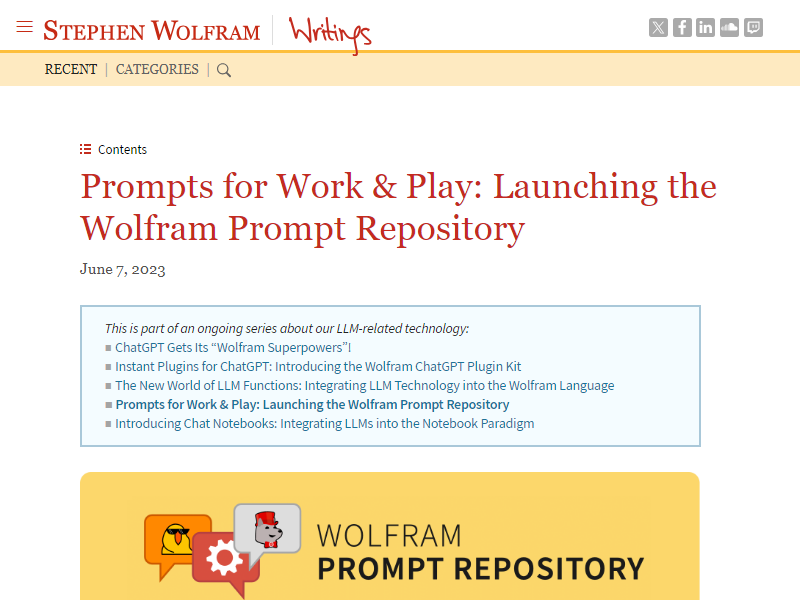 STEPHEN WOLFRAM Writings
RECENT | CATEGORIES |
Contents
Prompts for Work & Play: Launching the
Wolfram Prompt Repository
June 7, 2023
This is part of an ongoing series about our LLM-related technology:
ChatGPT Gets Its “Wolfram Superpowers”!
Instant Plugins for ChatGPT: Introducing the Wolfram ChatGPT Plugin Kit
The New World of LLM Functions: Integrating LLM Technology into the Wolfram Language
Prompts for Work & Play: Launching the Wolfram Prompt Repository
Introducing Chat Notebooks: Integrating LLMs into the Notebook Paradigm
WOLFRAM
PROMPT REPOSITORY